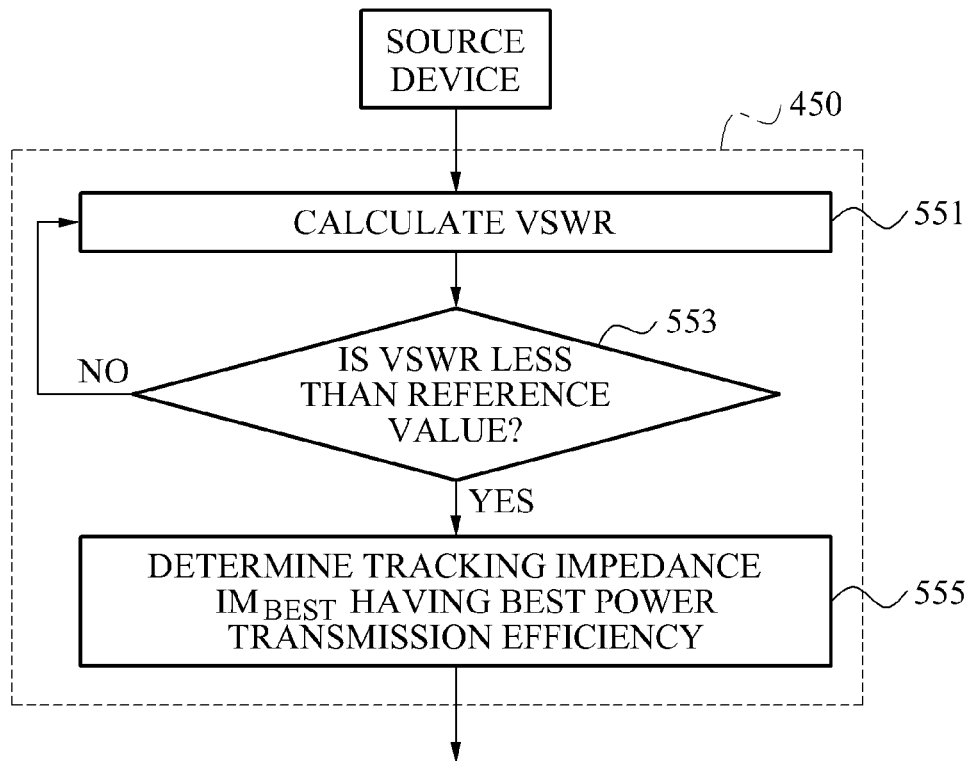 SOURCE
DEVICE
450
CALCULATE VSWR
551
553
IS VSWR LESS
THAN REFERENCE
VALUE?
NO
YES
DETERMINE TRACKING IMPEDANCE
IMBEST HAVING BEST POWER
TRANSMISSION EFFICIENCY
555